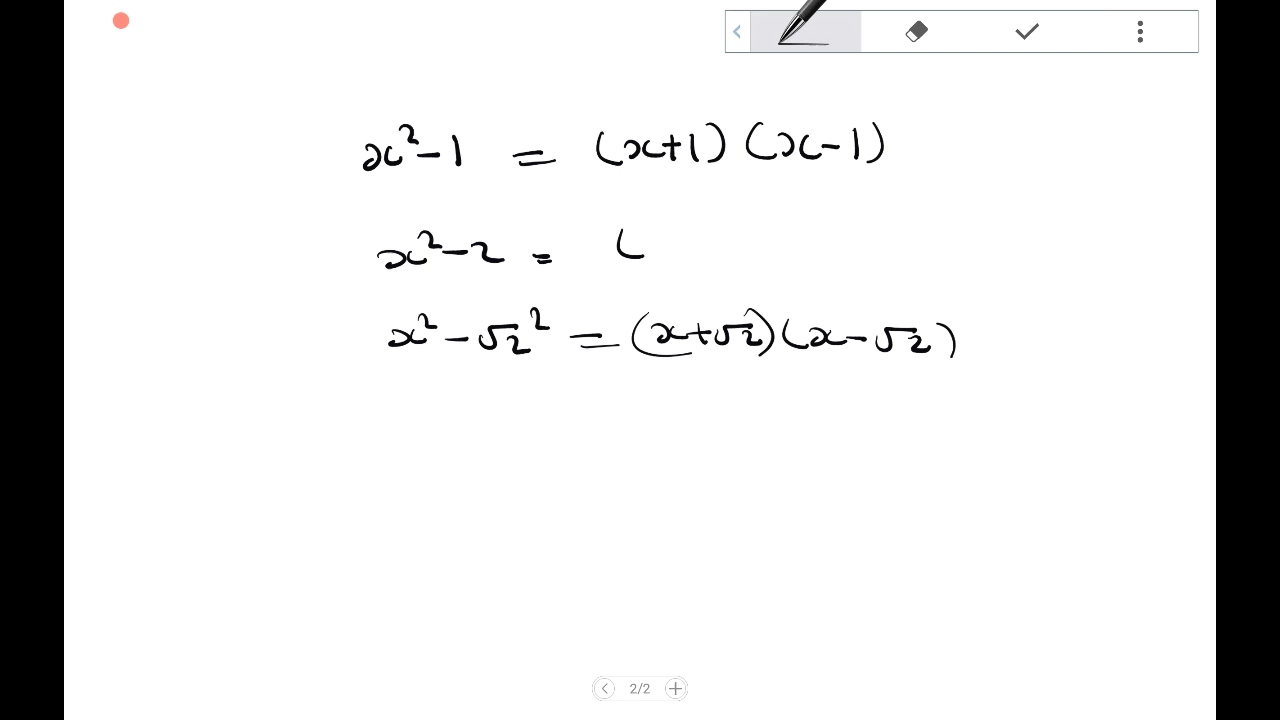 x²-1 = (x+1)(x-1)
x²-2 = (
x²-√2² = (x+√2)(x-√2)
2/2